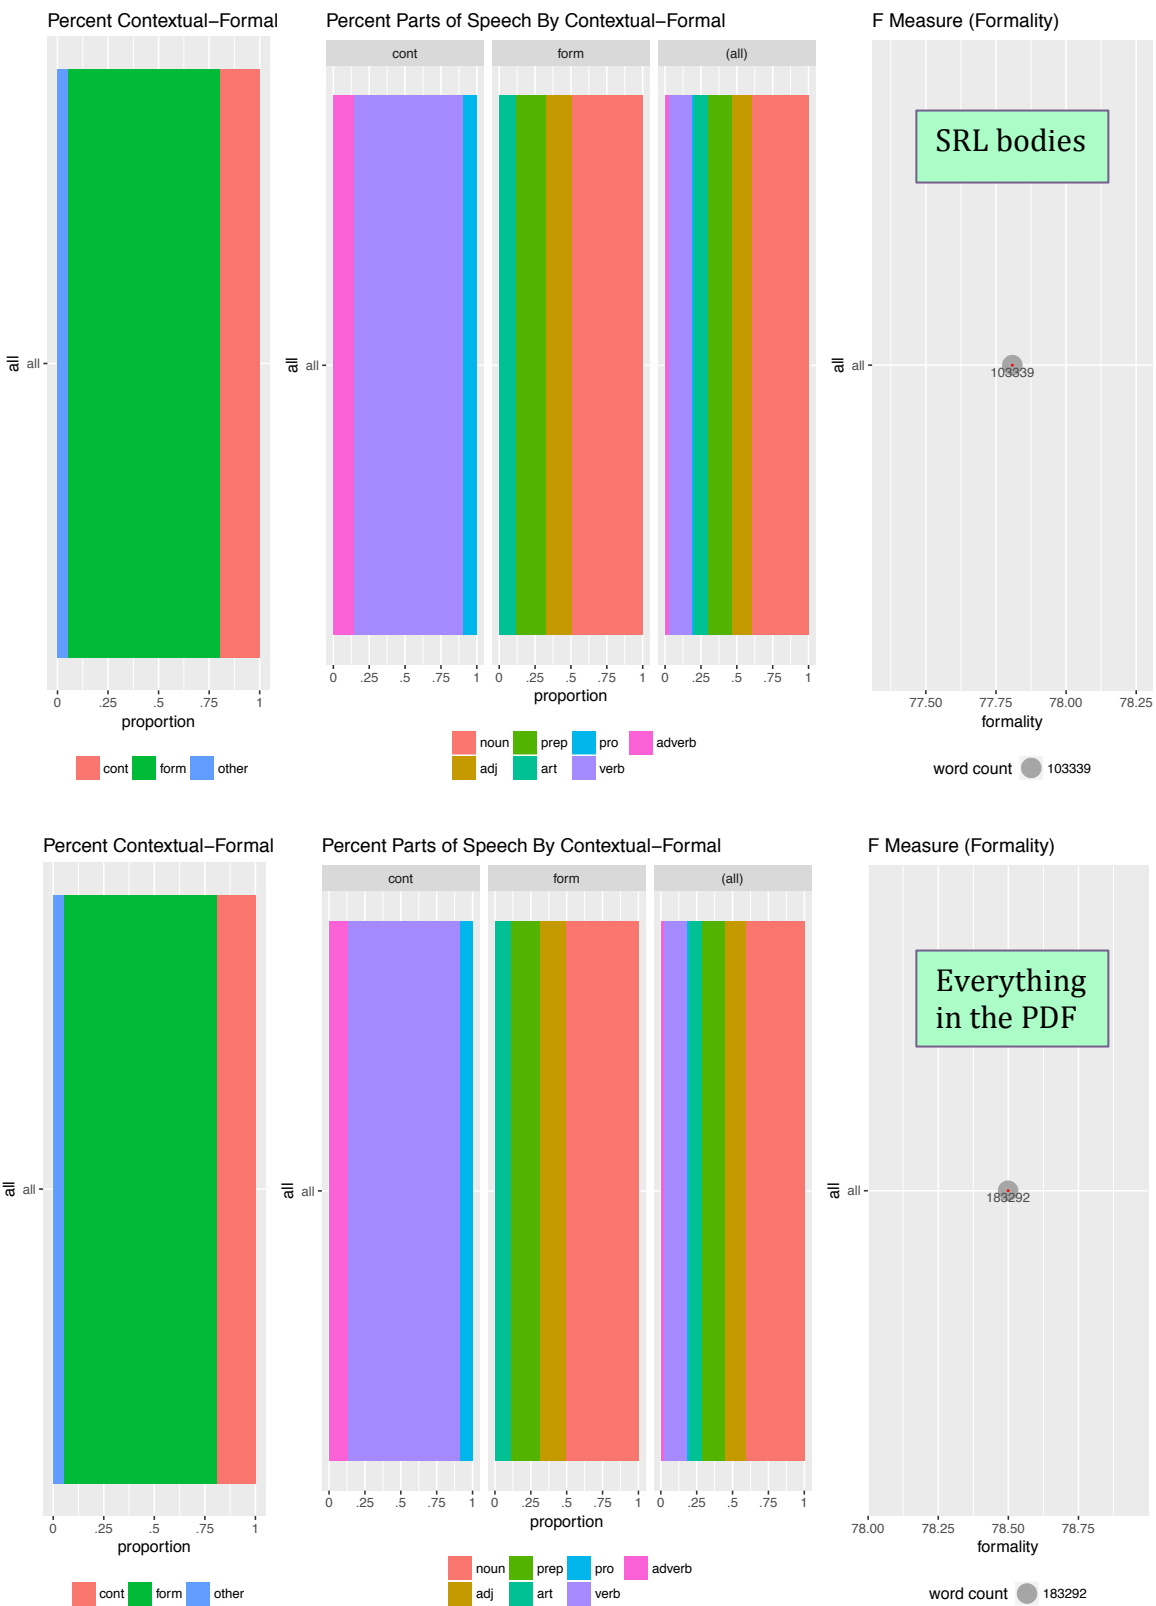 Percent Contextual−Formal
Percent Parts of Speech By Contextual−Formal
F Measure (Formality)
cont form (all)
SRL bodies
all
all
all
all
all
all
103339
0 .25 .5 .75 1
proportion
0 .25 .5 .75 1 0 .25 .5 .75 1 0 .25 .5 .75 1
proportion
77.50 77.75 78.00 78.25
formality
cont form other
noun prep pro adverb
adj art verb
word count 103339
Percent Contextual−Formal
Percent Parts of Speech By Contextual−Formal
F Measure (Formality)
cont form (all)
Everything
in the PDF
all
all
all
all
all
all
183292
0 .25 .5 .75 1
proportion
0 .25 .5 .75 1 0 .25 .5 .75 1 0 .25 .5 .75 1
proportion
78.00 78.25 78.50 78.75
formality
cont form other
noun prep pro adverb
adj art verb
word count 183292